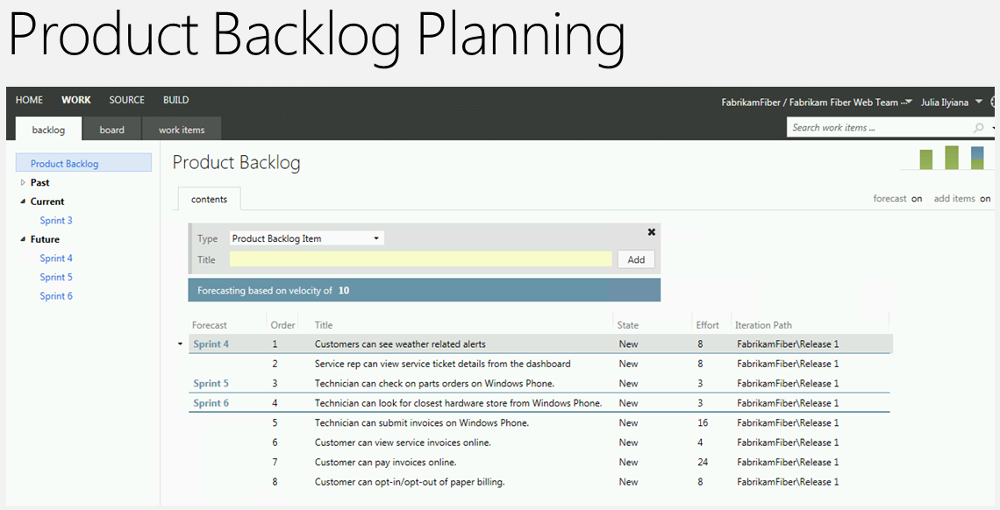 Product Backlog Planning
HOME WORK SOURCE BUILD
FabrikamFiber / Fabrikam Fiber Web Team ... Julia Ilyiana
backlog board work items
Search work items ...
Product Backlog
Past
Current
Sprint 3
Future
Sprint 4
Sprint 5
Sprint 6
Product Backlog
contents
forecast on add items on
Type Product Backlog Item
Title Add
Forecasting based on velocity of 10
Forecast Order Title State Effort Iteration Path
Sprint 4 1 Customers can see weather related alerts New 8 FabrikamFiber\Release 1
2 Service rep can view service ticket details from the dashboard New 8 FabrikamFiber\Release 1
Sprint 5 3 Technician can check on parts orders on Windows Phone. New 3 FabrikamFiber\Release 1
Sprint 6 4 Technician can look for closest hardware store from Windows Phone. New 3 FabrikamFiber\Release 1
5 Technician can submit invoices on Windows Phone. New 16 FabrikamFiber\Release 1
6 Customer can view service invoices online. New 4 FabrikamFiber\Release 1
7 Customer can pay invoices online. New 24 FabrikamFiber\Release 1
8 Customer can opt-in/opt-out of paper billing. New 8 FabrikamFiber\Release 1